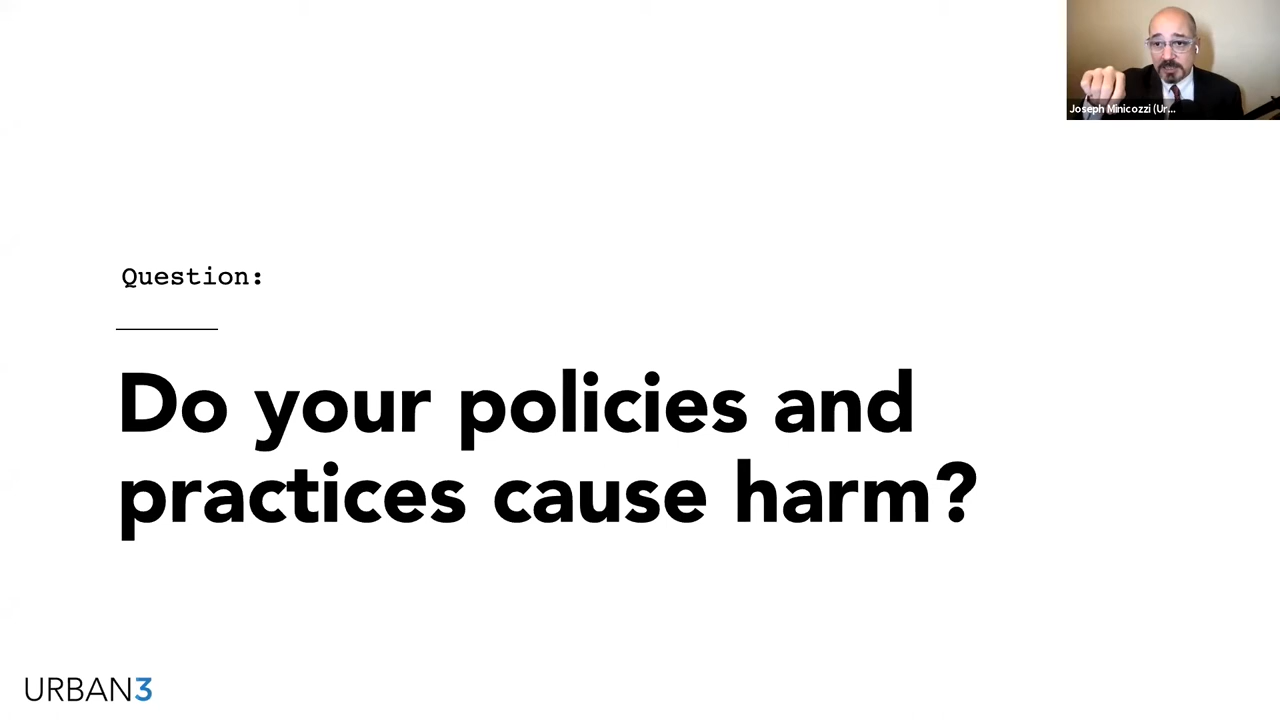 Joseph Minicozzi (Ur...
Question:
Do your policies and
practices cause harm?
URBAN3